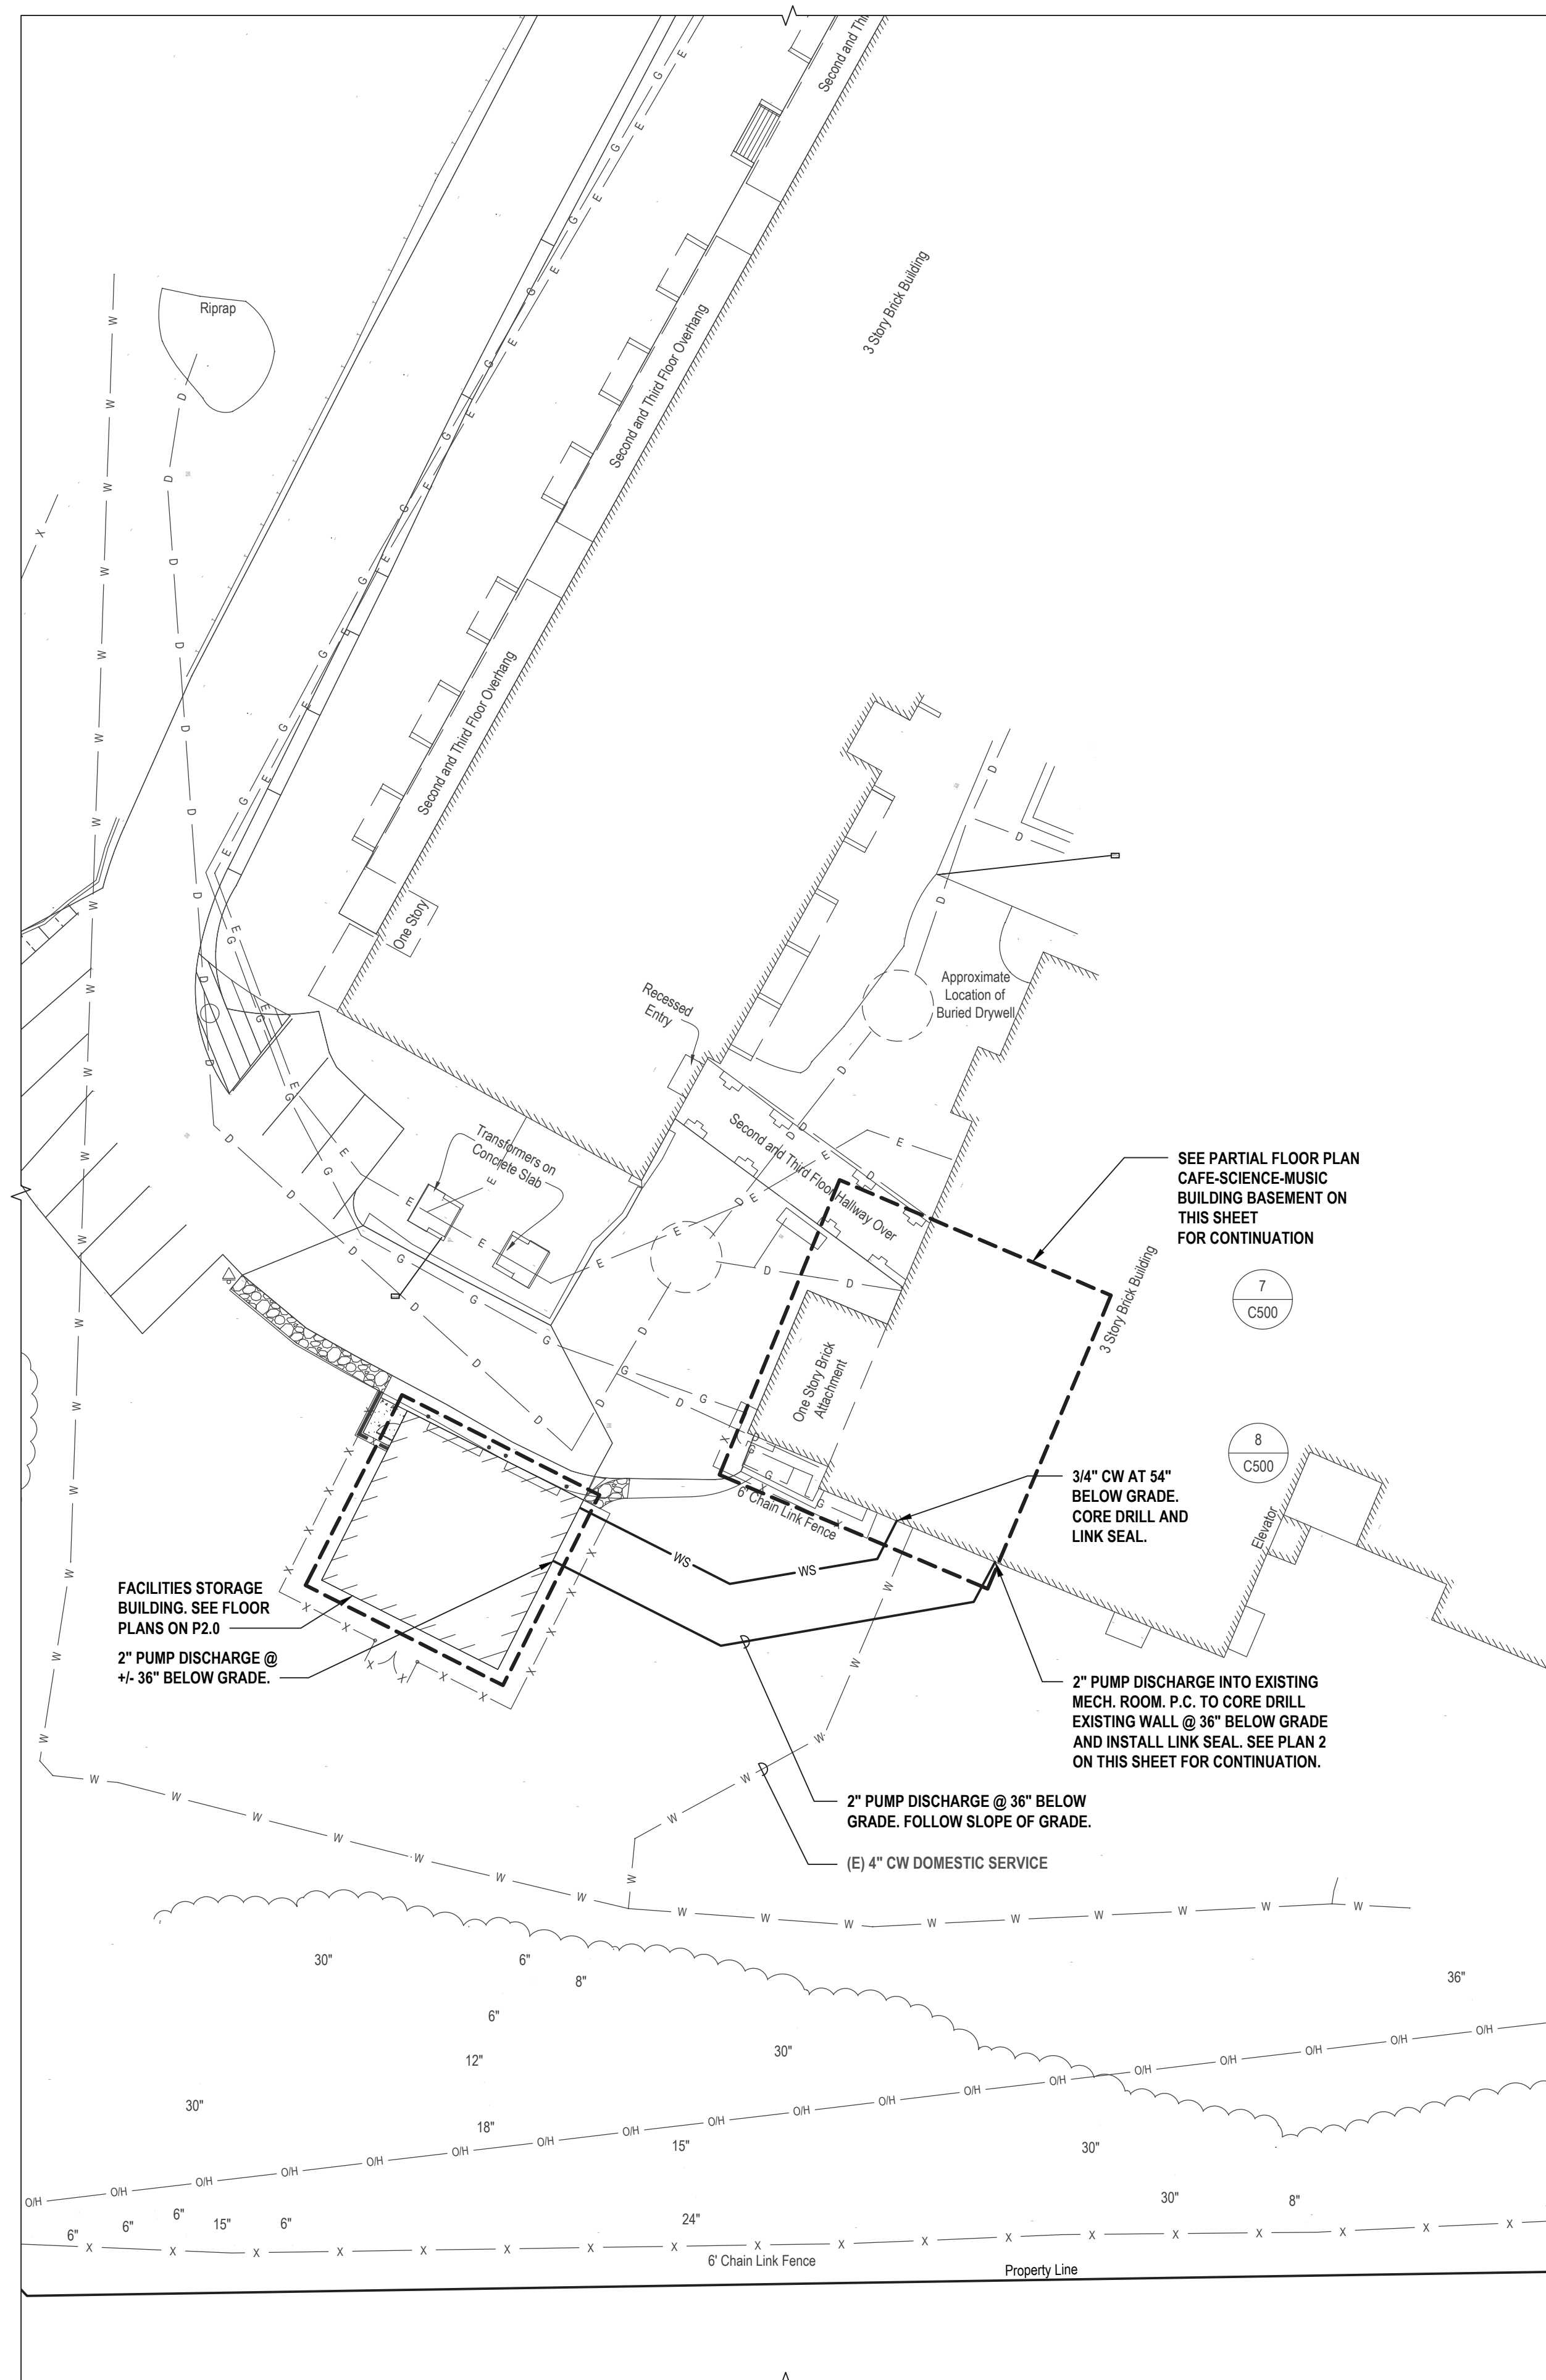 Second and Thi
Riprap
3 Story Brick Building
Second and Third Floor Overhang
Second and Third Floor Overhang
One Story
Recessed
Entry
Approximate
Location of
Buried Drywell
Transformers on
Concrete Slab
Second and Third Floor Hallway Over
SEE PARTIAL FLOOR PLAN
CAFE-SCIENCE-MUSIC
BUILDING BASEMENT ON
THIS SHEET
FOR CONTINUATION
3 Story Brick Building
7
C500
One Story Brick
Attachment
8
C500
6' Chain Link Fence
3/4" CW AT 54"
BELOW GRADE.
CORE DRILL AND
LINK SEAL.
Elevator
WS
WS
FACILITIES STORAGE
BUILDING. SEE FLOOR
PLANS ON P2.0
2" PUMP DISCHARGE @
+/- 36" BELOW GRADE.
2" PUMP DISCHARGE INTO EXISTING
MECH. ROOM. P.C. TO CORE DRILL
EXISTING WALL @ 36" BELOW GRADE
AND INSTALL LINK SEAL. SEE PLAN 2
ON THIS SHEET FOR CONTINUATION.
2" PUMP DISCHARGE @ 36" BELOW
GRADE. FOLLOW SLOPE OF GRADE.
(E) 4" CW DOMESTIC SERVICE
30"
6"
8"
36"
6"
12"
30"
30"
18"
15"
30"
O/H O/H O/H O/H O/H O/H O/H O/H O/H O/H O/H O/H O/H O/H O/H O/H O/H O/H
30"
8"
6"
6"
6"
15"
6"
24"
X X X X X X X X X X X X X X X X X X
6' Chain Link Fence
Property Line